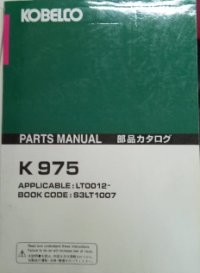 KOBELCO
PARTS MANUAL 部品カタログ
K 975
APPLICABLE : LT0012-
BOOK CODE : S3LT1007